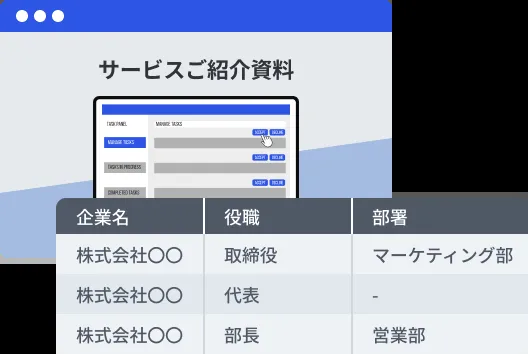 サービスご紹介資料
TASK PANEL
MANAGE TASKS
ACCEPT DECLINE
MANAGE TASKS
ACCEPT DECLINE
TASKS IN PROGRESS
ACCEPT DECLINE
COMPLETED TASKS
企業名 役職 部署
株式会社〇〇 取締役 マーケティング部
株式会社〇〇 代表 -
株式会社〇〇 部長 営業部